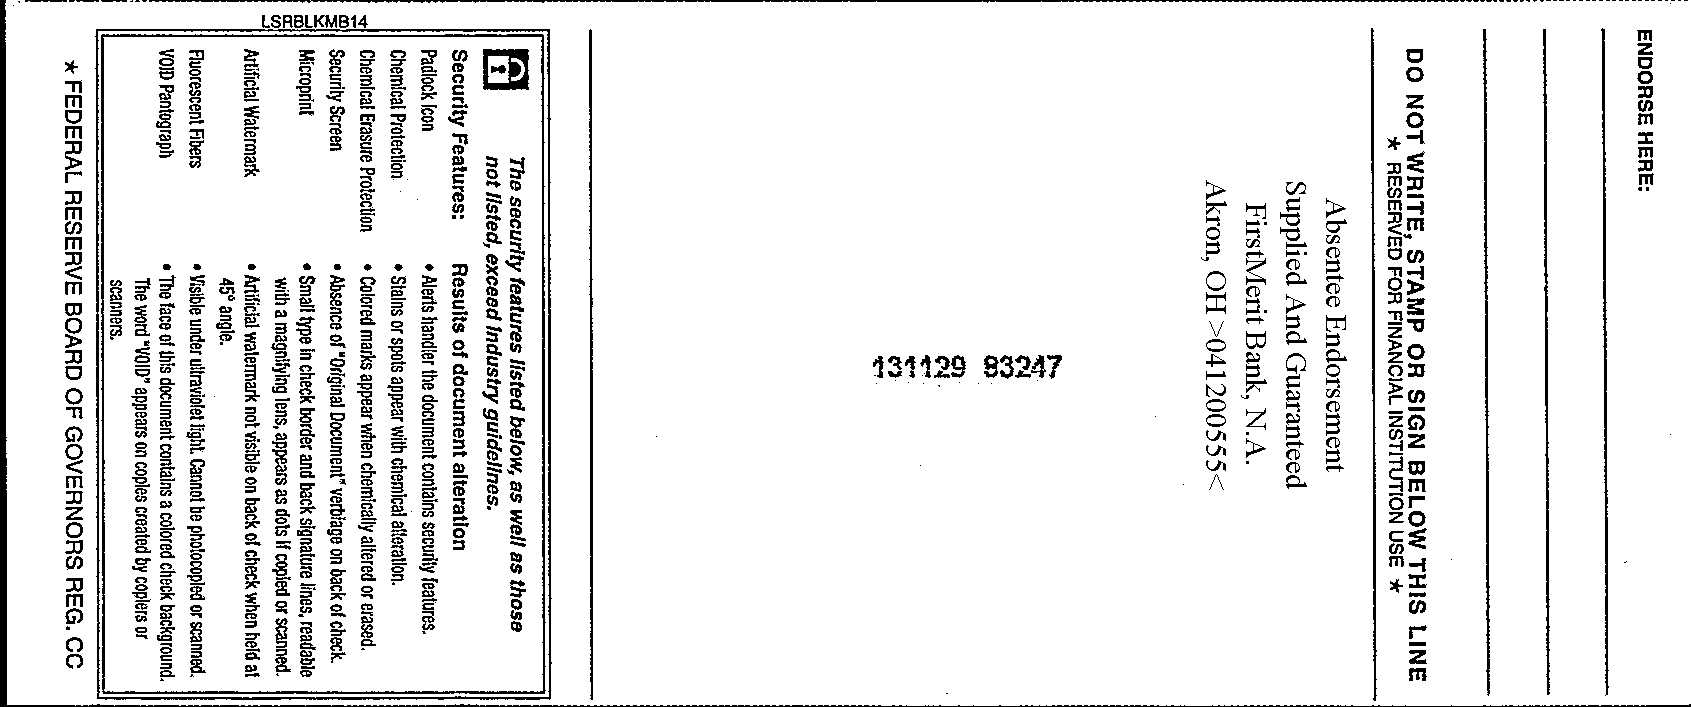 ENDORSE HERE:
DO NOT WRITE, STAMP OR SIGN BELOW THIS LINE
* RESERVED FOR FINANCIAL INSTITUTION USE *
Absentee Endorsement
Supplied And Guaranteed
FirstMerit Bank, N.A.
Akron, OH >041200555<
131129 83247
LSRBLKMB14
The security features listed below, as well as those
not listed, exceed industry guidelines.
Security Features: Results of document alteration
Padlock Icon • Alerts handler the document contains security features.
Chemical Protection • Stains or spots appear with chemical alteration.
Chemical Erasure Protection • Colored marks appear when chemically altered or erased.
Security Screen • Absence of "Original Document" verbiage on back of check.
Microprint • Small type in check border and back signature lines, readable
with a magnifying lens, appears as dots if copied or scanned.
Artificial Watermark • Artificial watermark not visible on back of check when held at
45° angle.
Fluorescent Fibers • Visible under ultraviolet light. Cannot be photocopied or scanned.
VOID Pantograph • The face of this document contains a colored check background.
The word "VOID" appears on copies created by copiers or
scanners.
* FEDERAL RESERVE BOARD OF GOVERNORS REG. CC